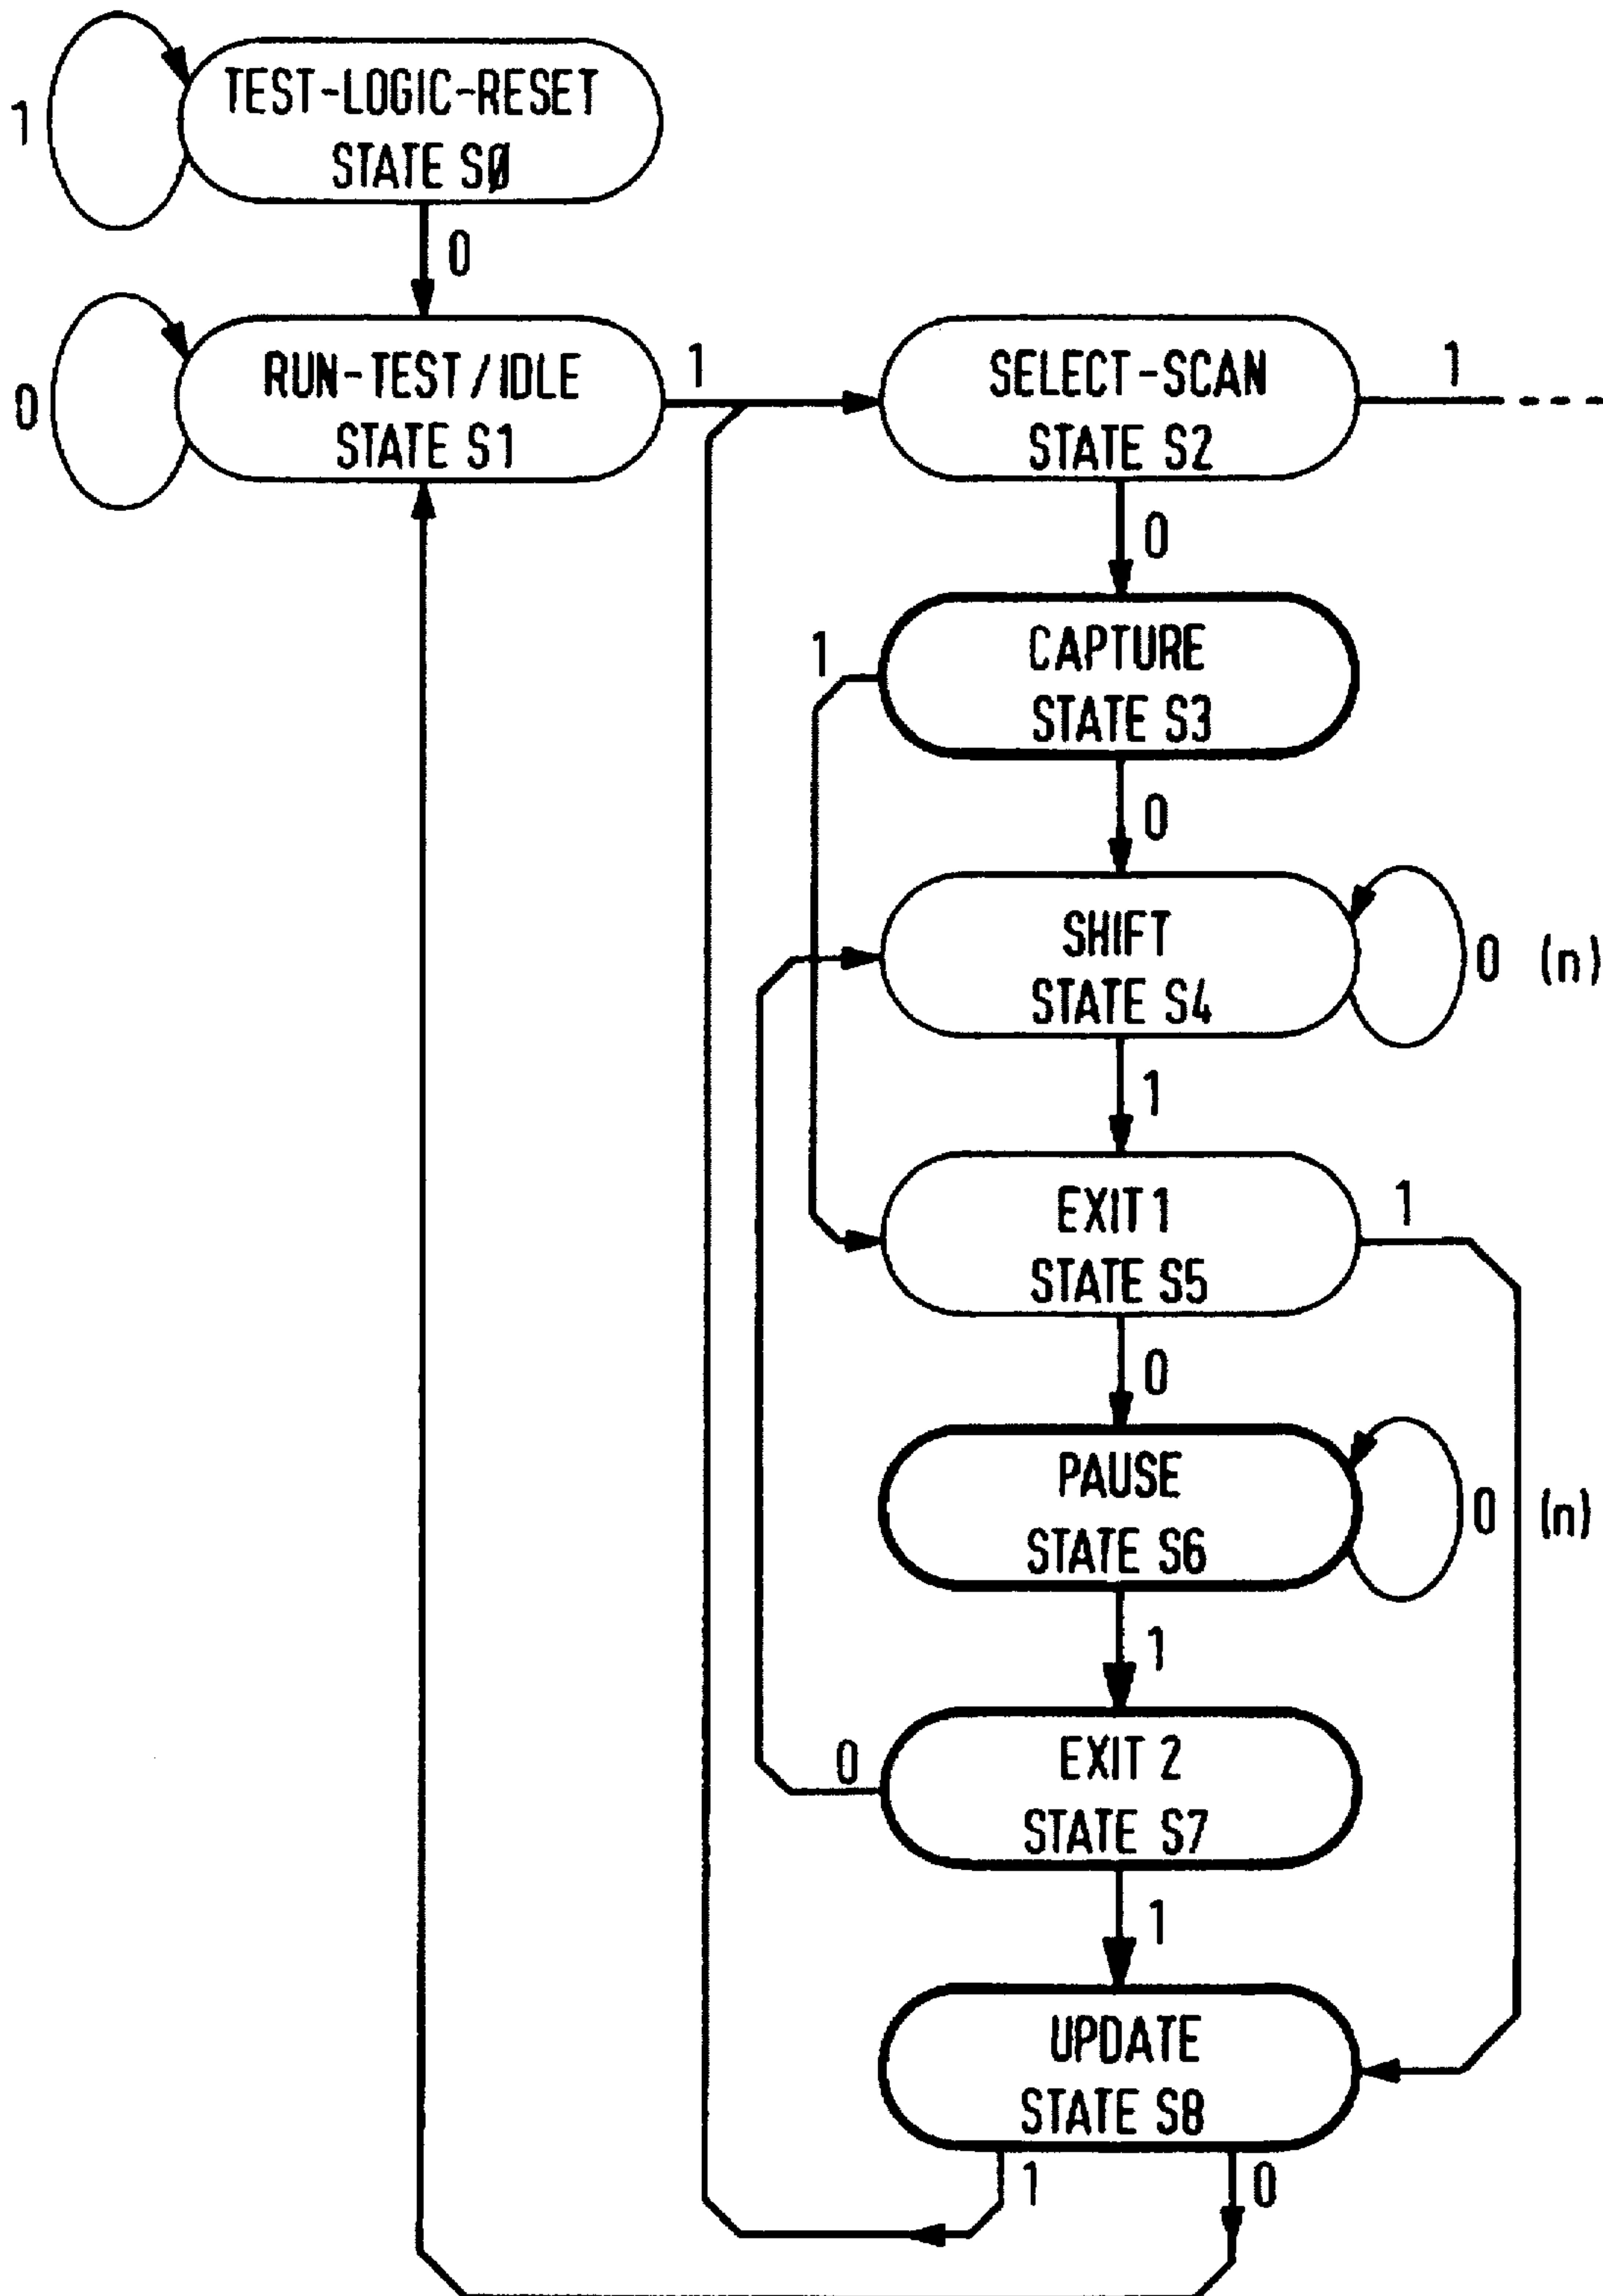 TEST-LOGIC-RESET
STATE SØ
1
0
RUN-TEST/IDLE
STATE S1
0
1
SELECT-SCAN
STATE S2
1
0
CAPTURE
STATE S3
1
0
SHIFT
STATE S4
0 (n)
1
EXIT 1
STATE S5
1
0
PAUSE
STATE S6
0 (n)
1
EXIT 2
STATE S7
0
1
UPDATE
STATE S8
1
0